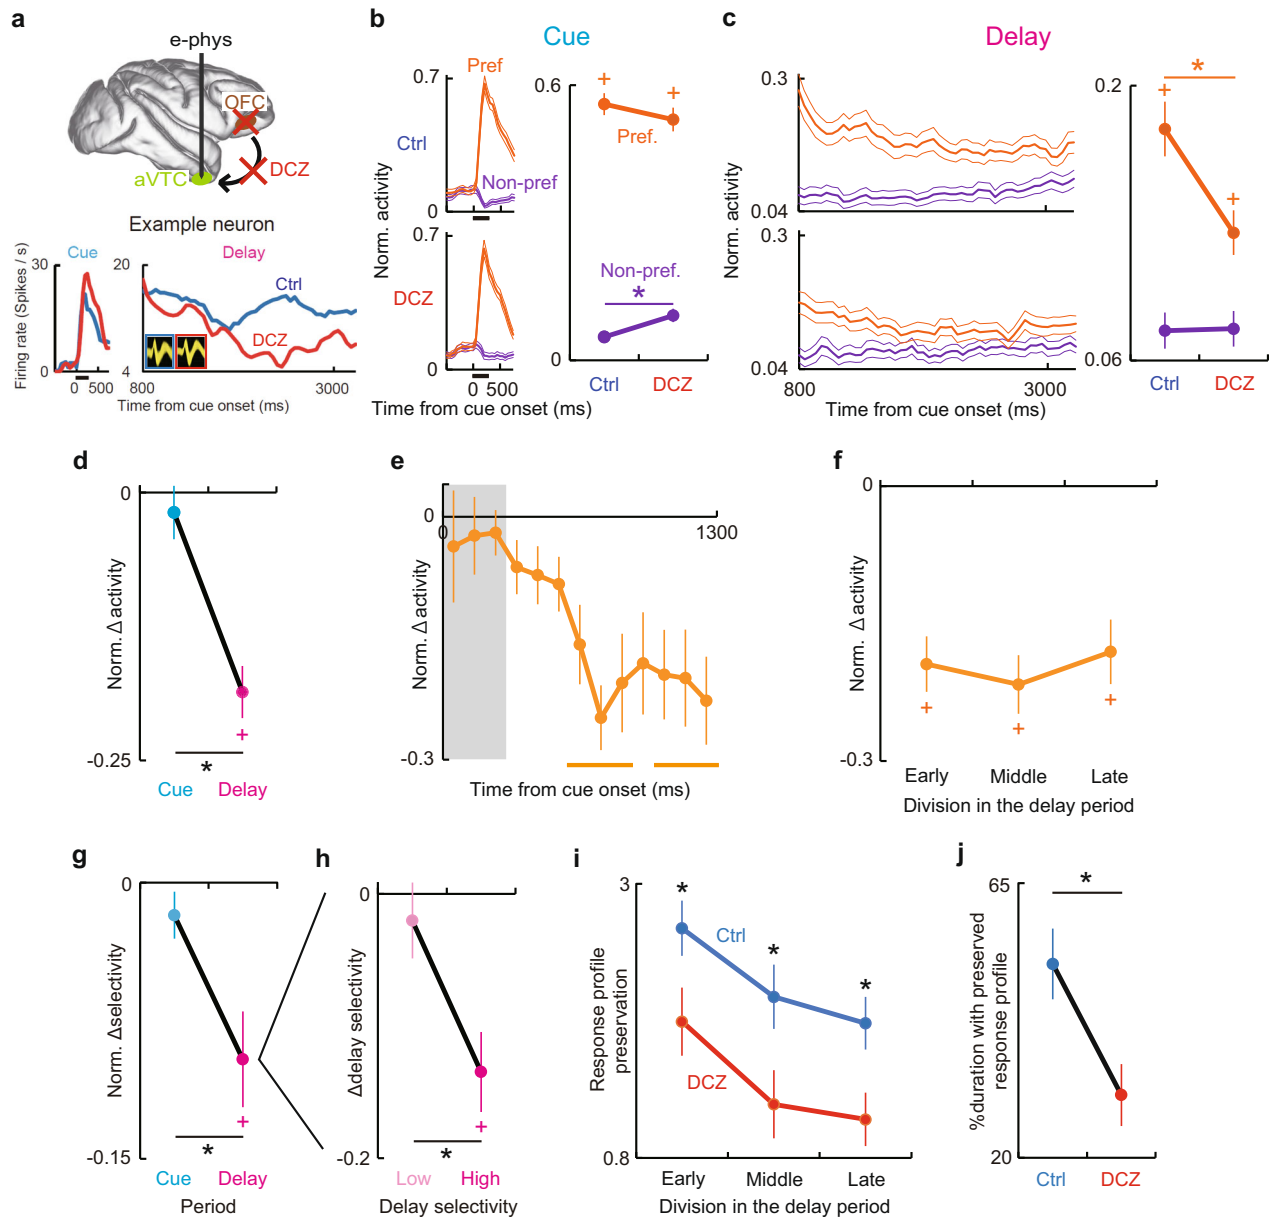 a
e-phys
OFC
DCZ
aVTC
Example neuron
Cue
Delay
Firing rate (Spikes / s)
30
0
0
500
20
4
Ctrl
DCZ
800
3000
Time from cue onset (ms)
b
Cue
Norm. activity
Ctrl
0.7
0
Pref
Non-pref
DCZ
0.7
0
0
500
Time from cue onset (ms)
0.6
0
+
+
Pref.
Non-pref.
*
Ctrl
DCZ
c
Delay
Norm. activity
0.3
0.04
0.3
0.04
800
3000
Time from cue onset (ms)
0.2
0.06
*
+
+
Ctrl
DCZ
d
0
-0.25
Norm. Δ activity
+
*
Cue
Delay
e
0
0
1300
-0.3
Norm. Δ activity
Time from cue onset (ms)
f
0
-0.3
Norm. Δ activity
+
+
+
Early
Middle
Late
Division in the delay period
g
0
-0.15
Norm. Δselectivity
+
*
Cue
Delay
Period
h
0
-0.2
Δdelay selectivity
+
*
Low
High
Delay selectivity
i
3
0.8
Response profile
preservation
*
*
*
Ctrl
DCZ
Early
Middle
Late
Division in the delay period
j
65
20
%duration with preserved
response profile
*
Ctrl
DCZ